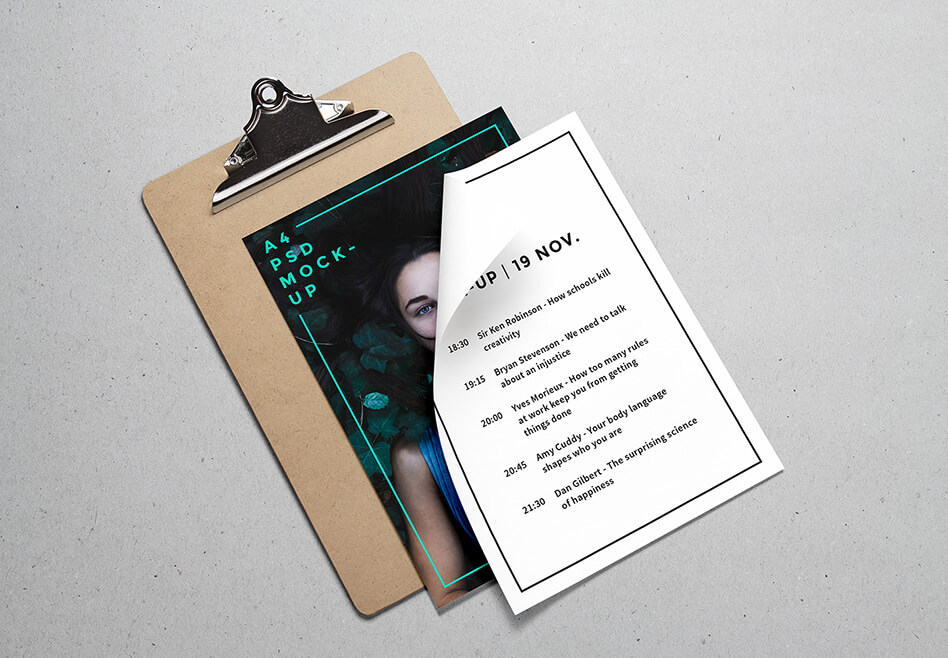 A4
PSD
MOCK-
UP
-UP | 19 NOV.
18:30 Sir Ken Robinson - How schools kill
creativity
19:15 Bryan Stevenson - We need to talk
about an injustice
20:00 Yves Morieux - How too many rules
at work keep you from getting
things done
20:45 Amy Cuddy - Your body language
shapes who you are
21:30 Dan Gilbert - The surprising science
of happiness